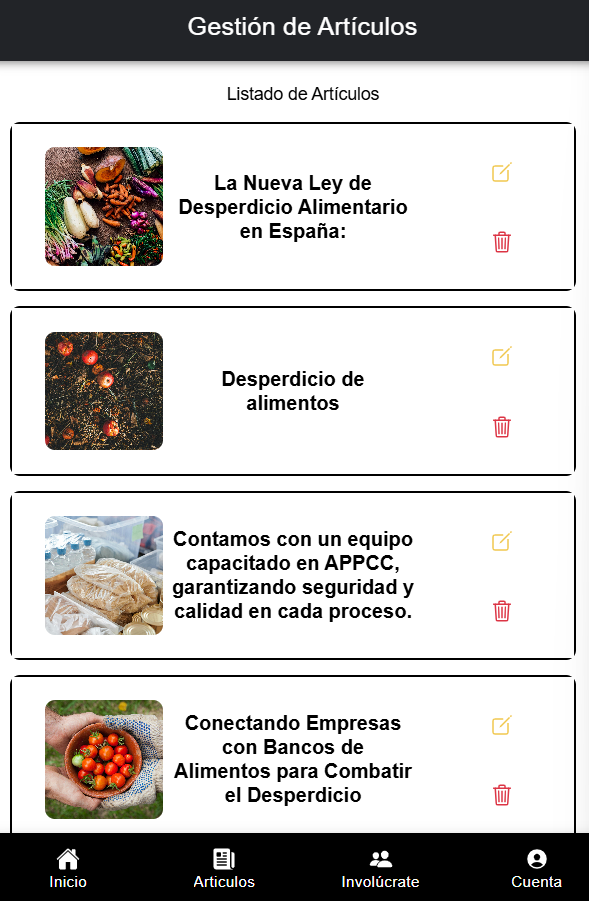 Gestión de Artículos
Listado de Artículos
La Nueva Ley de
Desperdicio Alimentario
en España:
Desperdicio de
alimentos
Contamos con un equipo
capacitado en APPCC,
garantizando seguridad y
calidad en cada proceso.
Conectando Empresas
con Bancos de
Alimentos para Combatir
el Desperdicio
Inicio
Articulos
Involúcrate
Cuenta